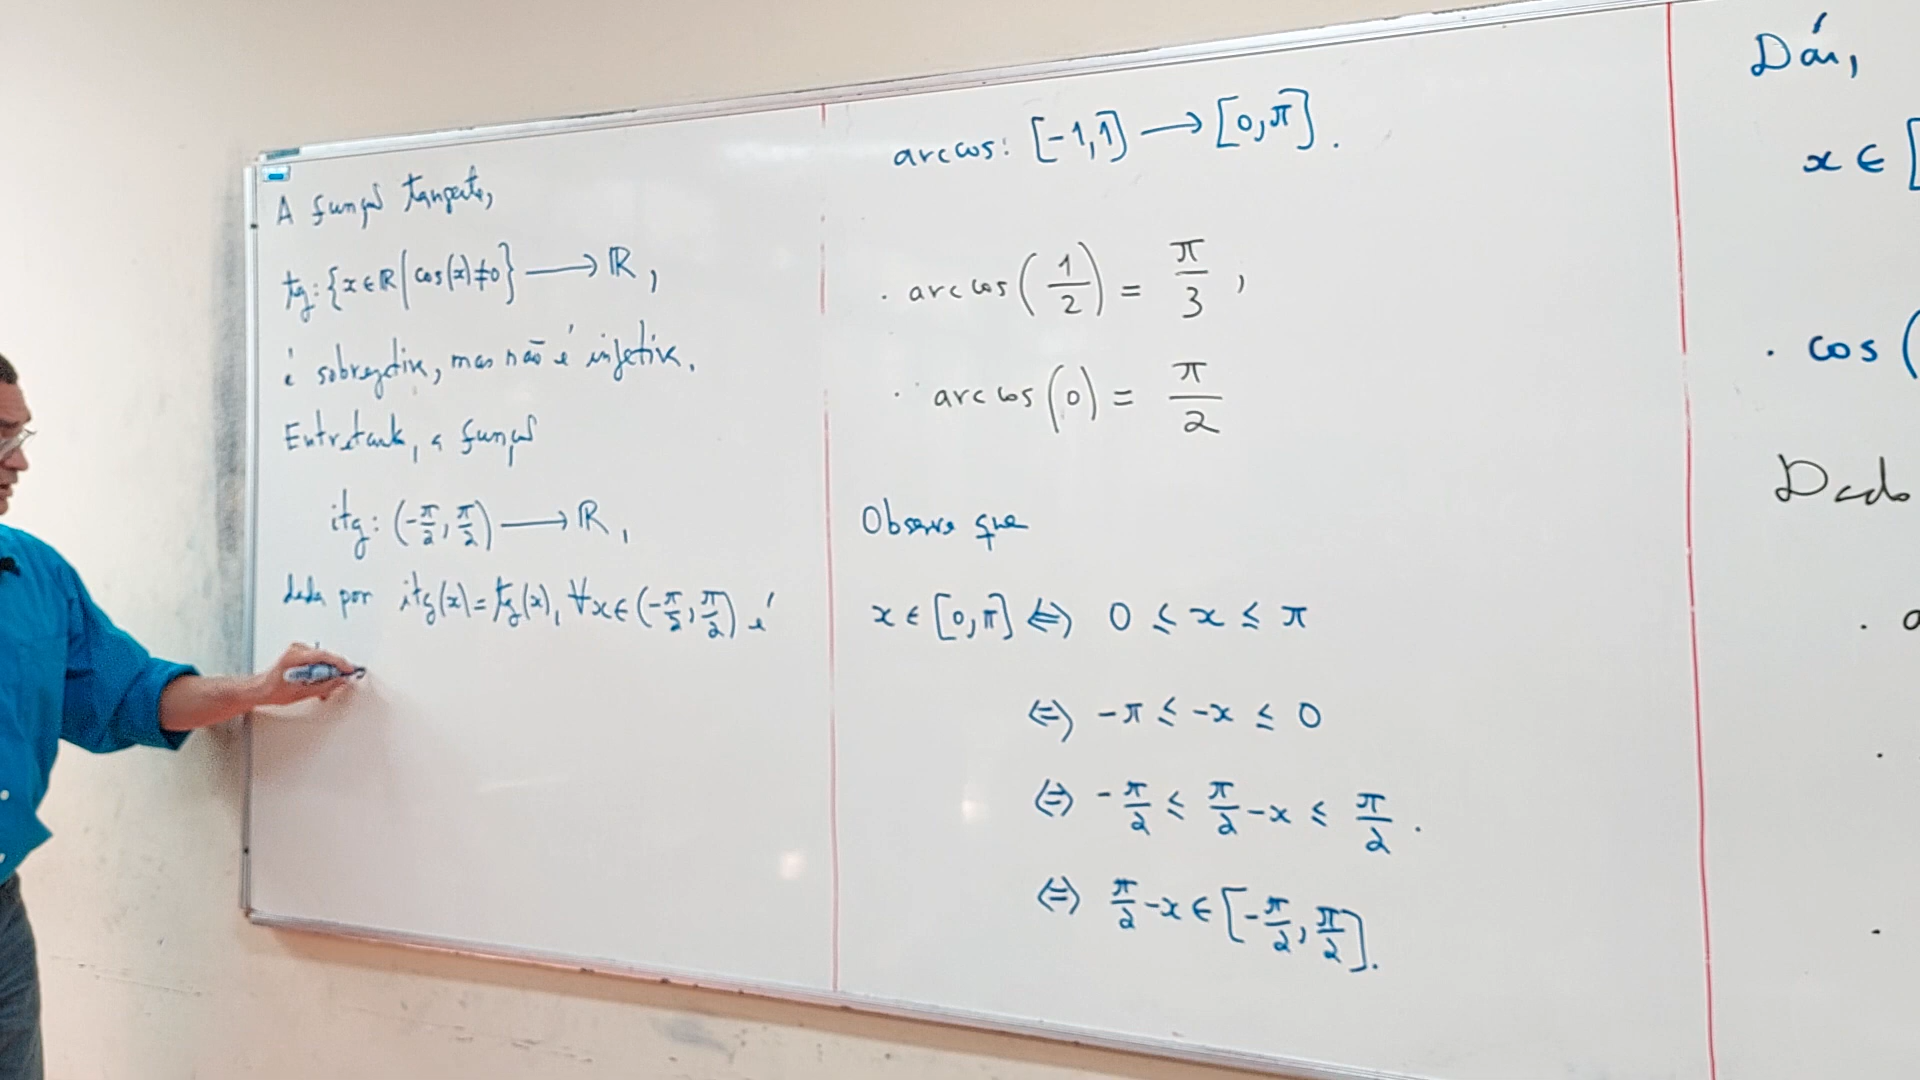 A função tangente,
tg: {x ∈ ℝ | cos(x) ≠ 0} ⟶ ℝ,
é sobrejetiva, mas não é injetiva.
Entretanto, a função
itg: (-π/2, π/2) ⟶ ℝ,
dada por itg(x) = tg(x), ∀x ∈ (-π/2, π/2) é
arccos: [-1,1] ⟶ [0,π].
· arccos(1/2) = π/3,
· arccos(0) = π/2
Observe que
x ∈ [0,π] ⇔ 0 ≤ x ≤ π
⇔ -π ≤ -x ≤ 0
⇔ -π/2 ≤ π/2 - x ≤ π/2.
⇔ π/2 - x ∈ [-π/2, π/2].
Daí,
x ∈ [
· cos (
Dado
·
·
·